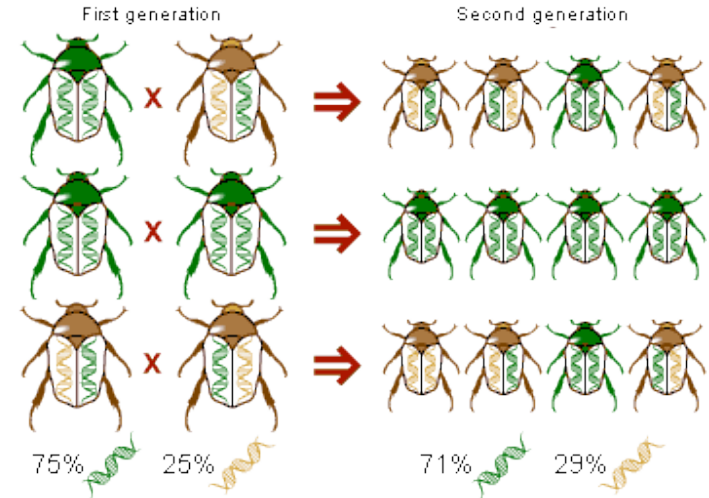 First generation
Second generation
X
X
X
75%
25%
71%
29%